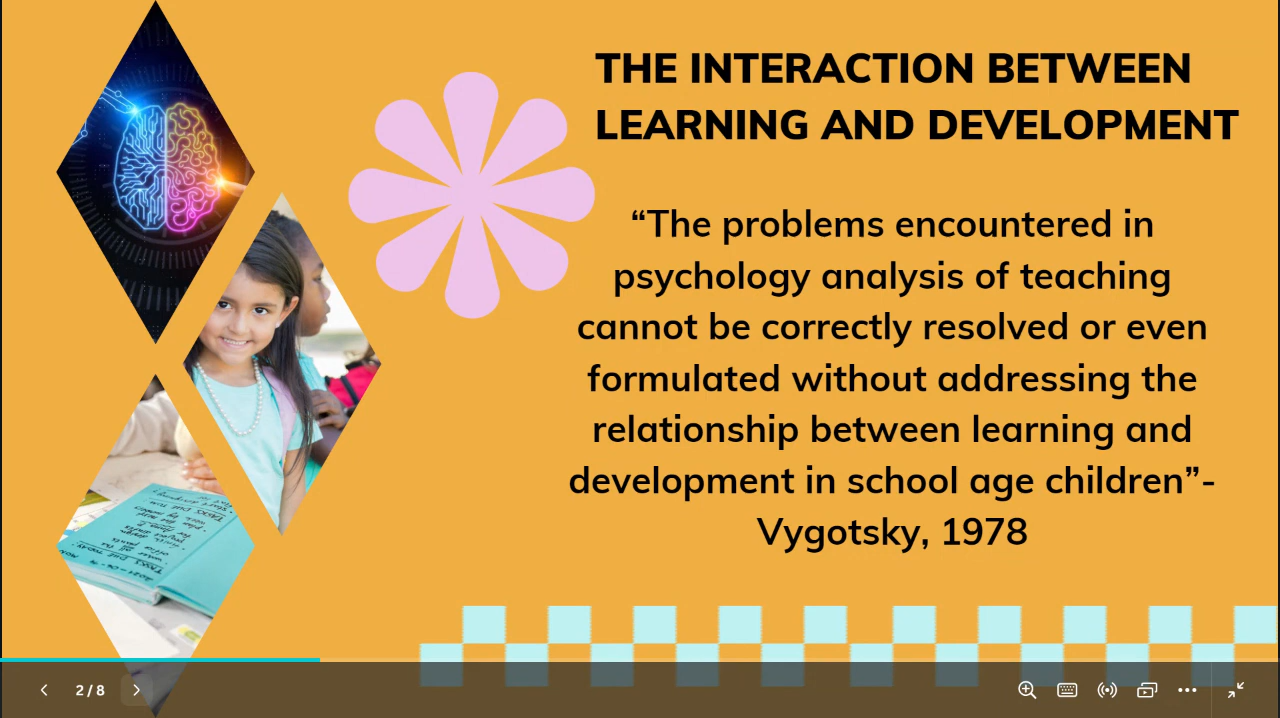 THE INTERACTION BETWEEN
LEARNING AND DEVELOPMENT
“The problems encountered in
psychology analysis of teaching
cannot be correctly resolved or even
formulated without addressing the
relationship between learning and
development in school age children”-
Vygotsky, 1978
2/8